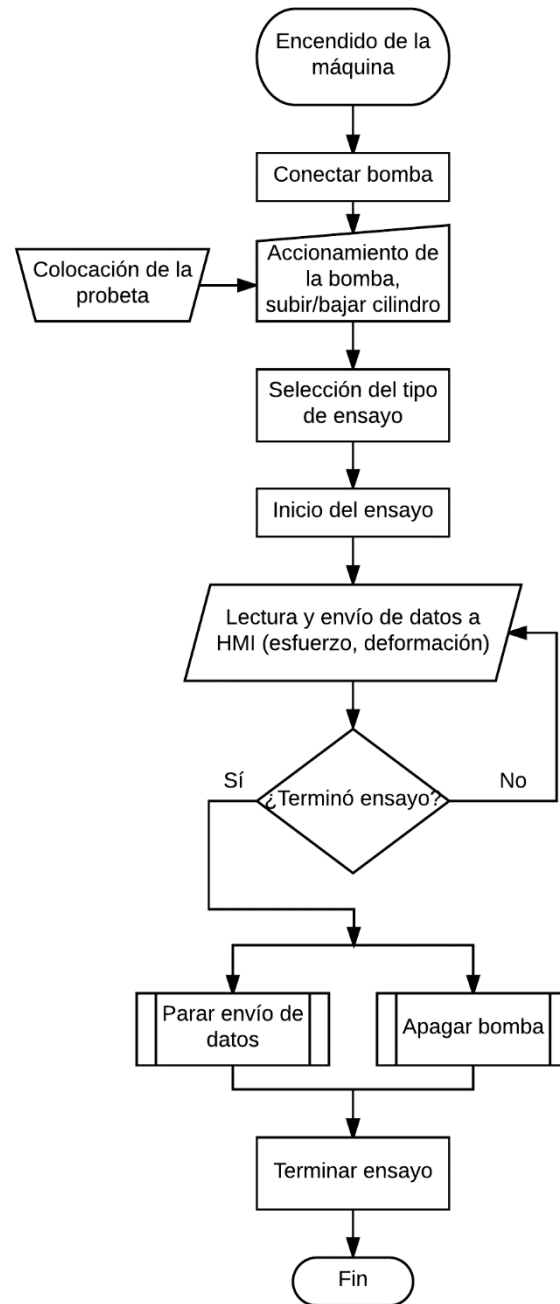 Encendido de la
máquina
Conectar bomba
Colocación de la
probeta
Accionamiento de
la bomba,
subir/bajar cilindro
Selección del tipo
de ensayo
Inicio del ensayo
Lectura y envío de datos a
HMI (esfuerzo, deformación)
¿Terminó ensayo?
Sí
No
Parar envío de
datos
Apagar bomba
Terminar ensayo
Fin